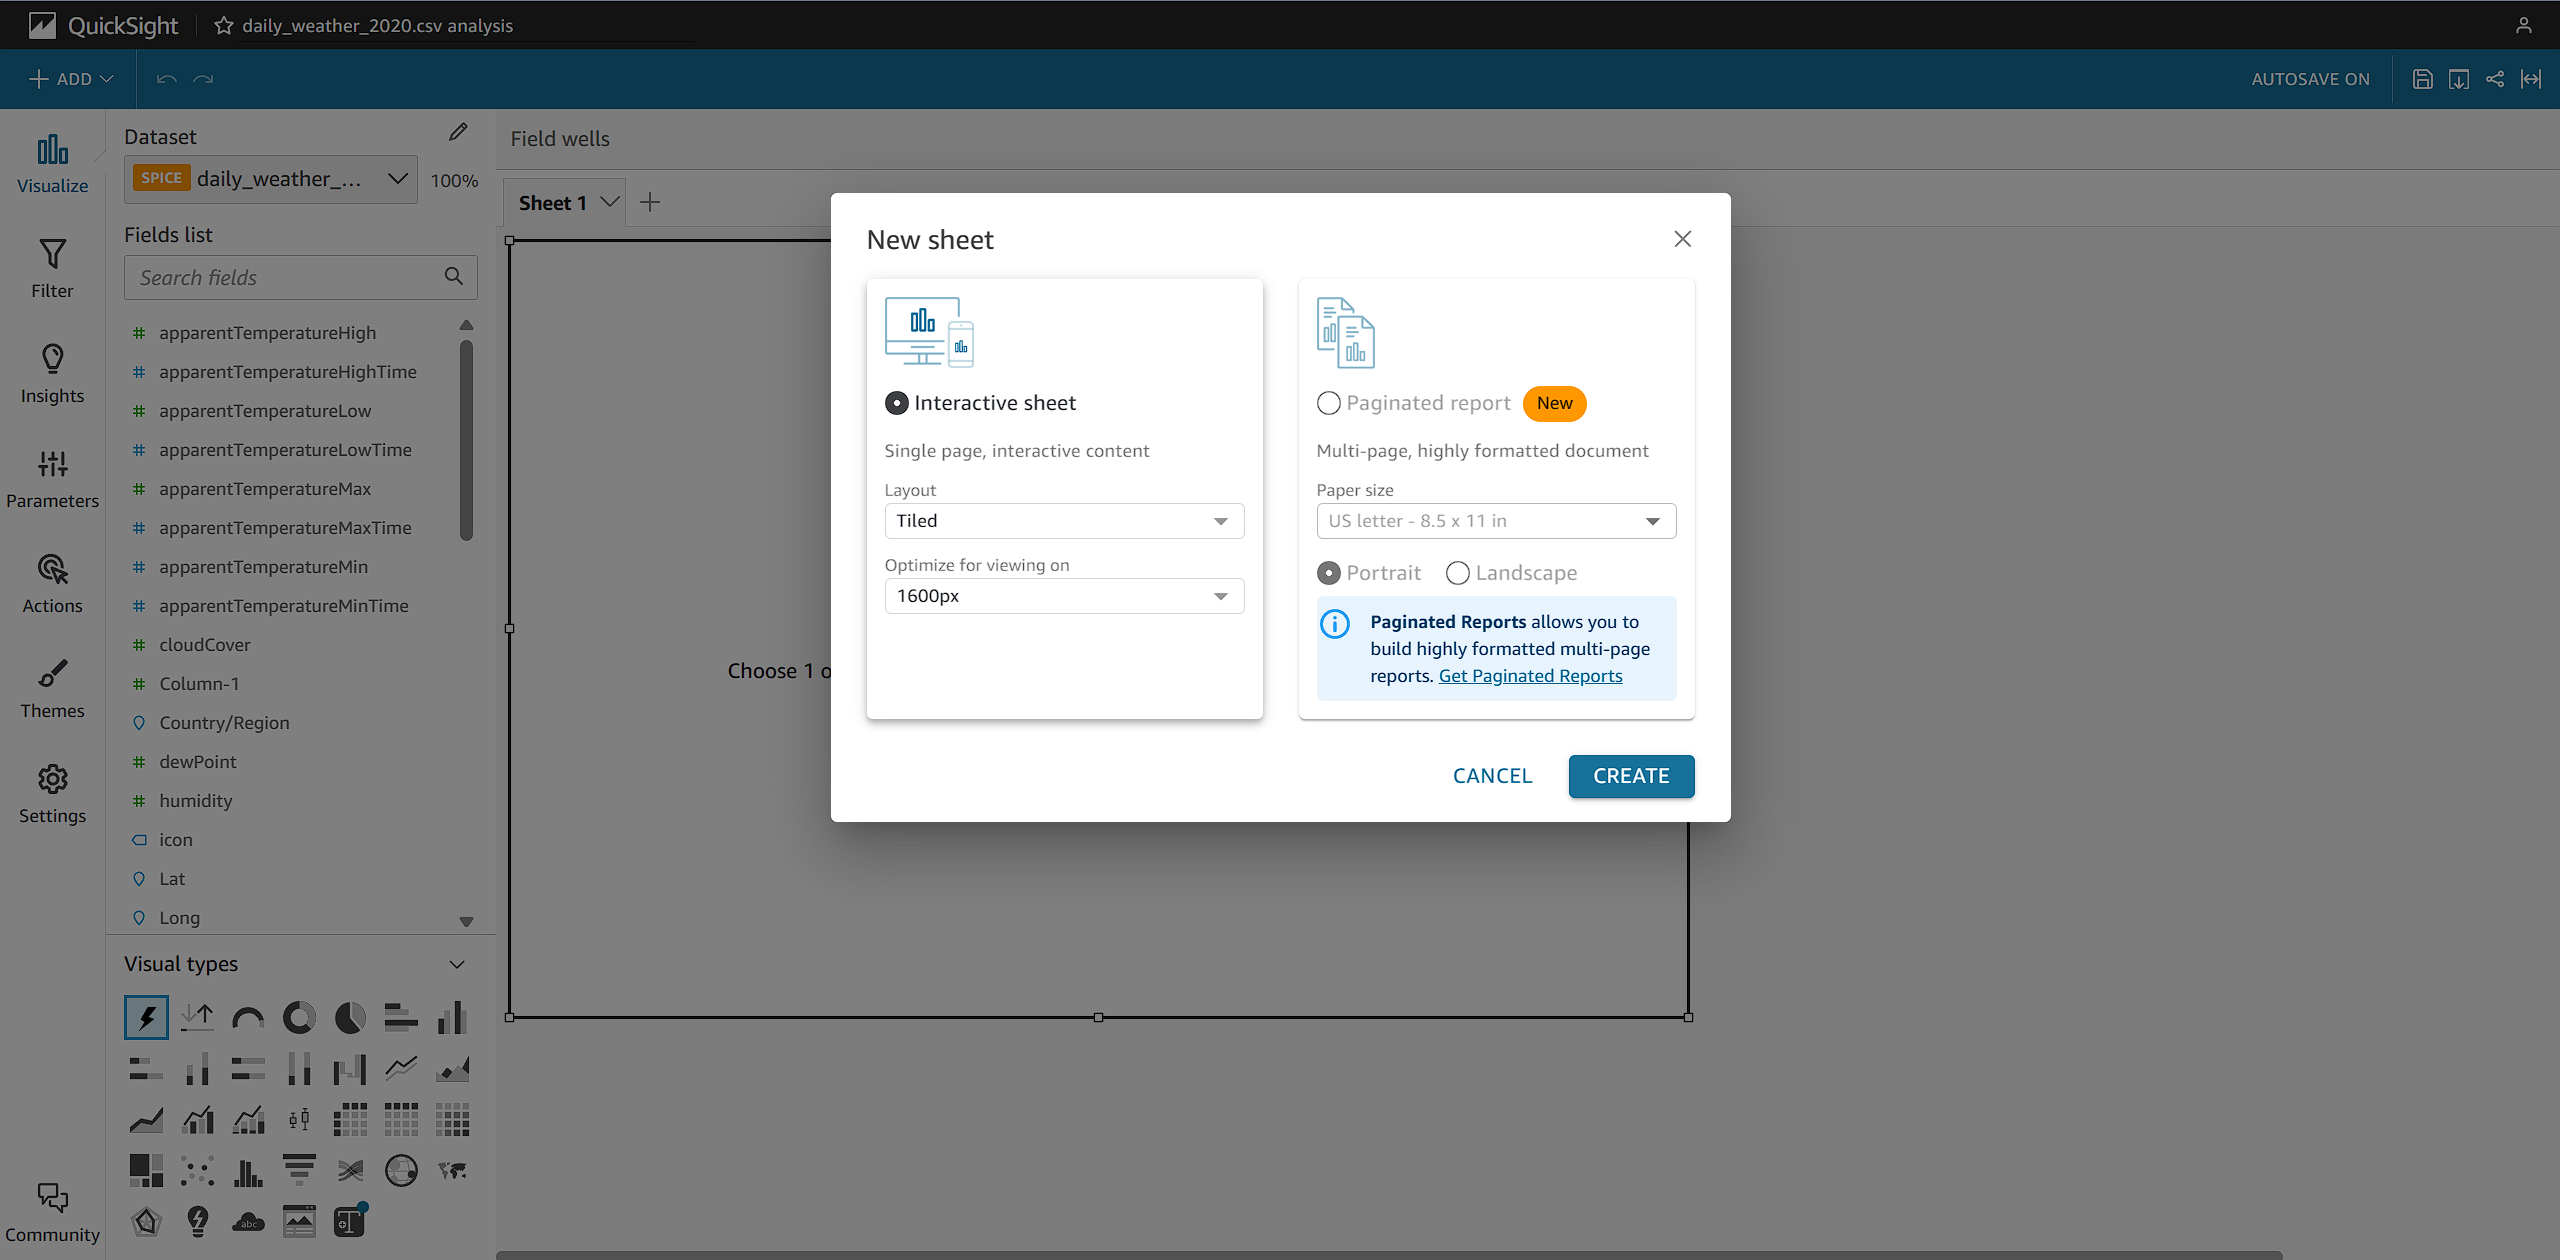 QuickSight
daily_weather_2020.csv analysis
ADD
AUTOSAVE ON
Visualize
Filter
Insights
Parameters
Actions
Themes
Settings
Community
Dataset
SPICE daily_weather_... 100%
Fields list
Search fields
apparentTemperatureHigh
apparentTemperatureHighTime
apparentTemperatureLow
apparentTemperatureLowTime
apparentTemperatureMax
apparentTemperatureMaxTime
apparentTemperatureMin
apparentTemperatureMinTime
cloudCover
Column-1
Country/Region
dewPoint
humidity
icon
Lat
Long
Visual types
abc
Field wells
Sheet 1
Choose 1 o
New sheet
Interactive sheet
Single page, interactive content
Layout
Tiled
Optimize for viewing on
1600px
Paginated report New
Multi-page, highly formatted document
Paper size
US letter - 8.5 x 11 in
Portrait Landscape
Paginated Reports allows you to
build highly formatted multi-page
reports. Get Paginated Reports
CANCEL CREATE